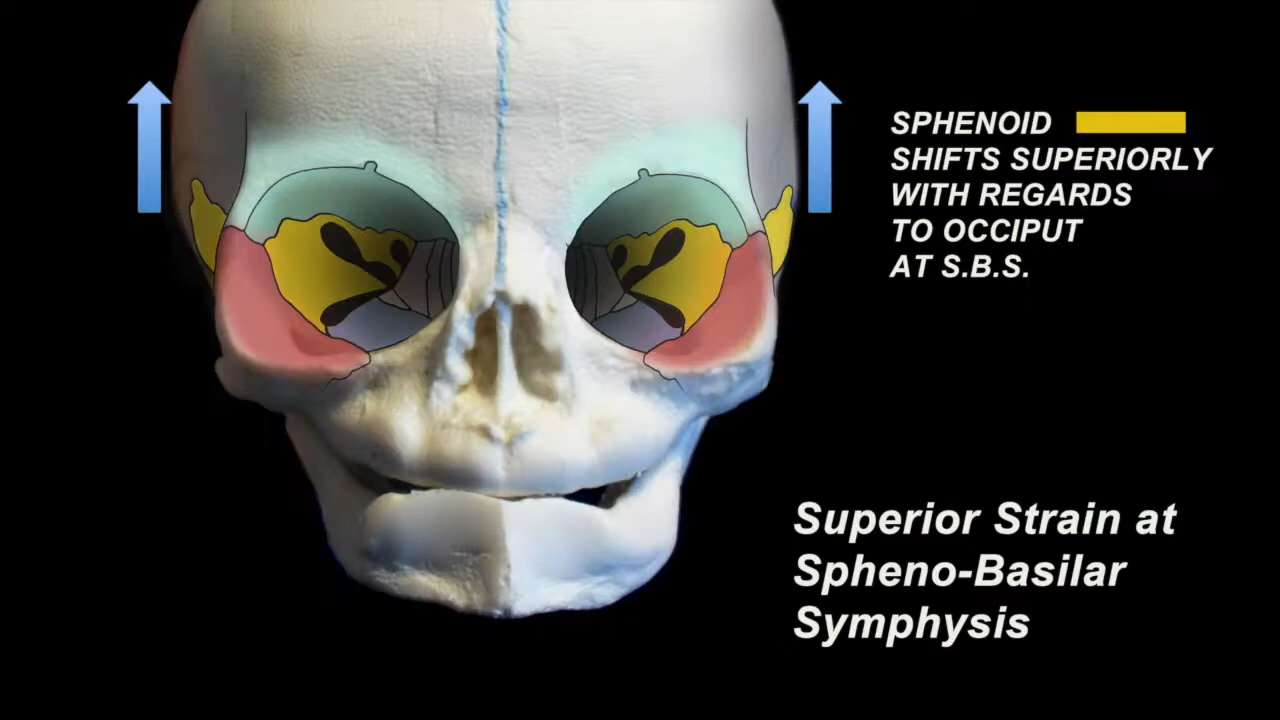 SPHENOID
SHIFTS SUPERIORLY
WITH REGARDS
TO OCCIPUT
AT S.B.S.
Superior Strain at
Spheno-Basilar
Symphysis